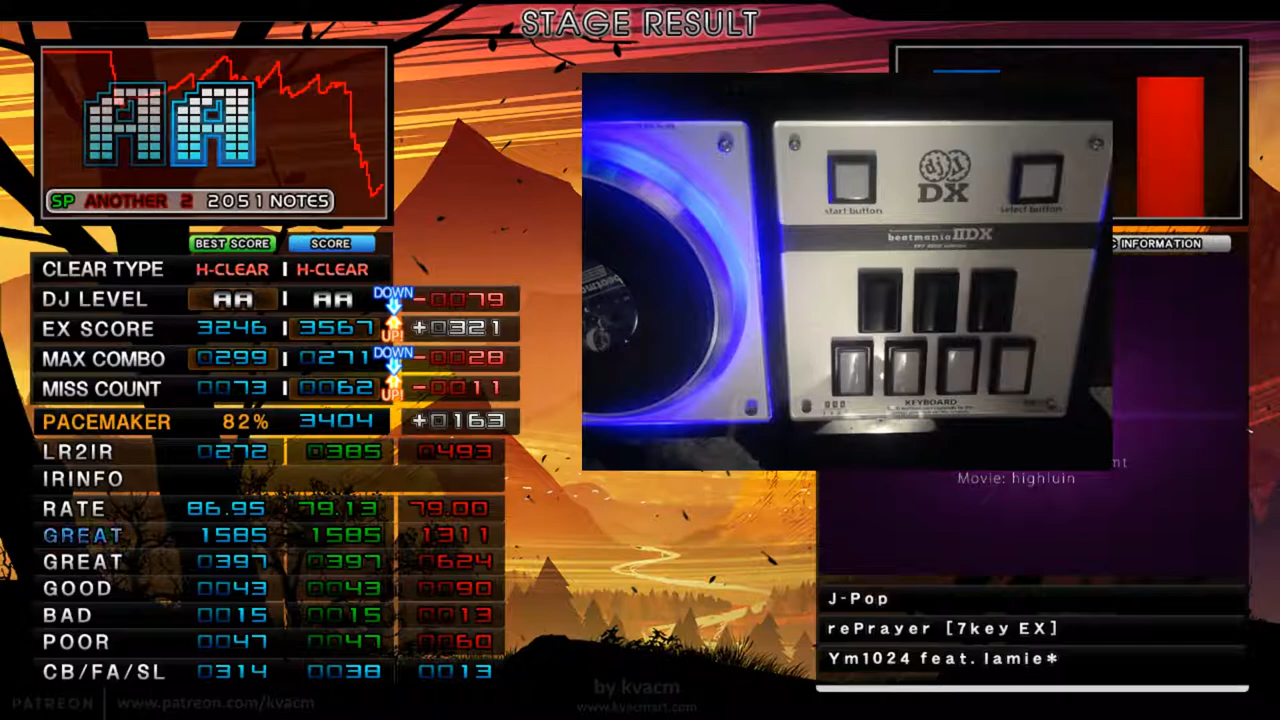 STAGE RESULT
AA
SP ANOTHER 2 2051 NOTES
BEST SCORE SCORE
CLEAR TYPE H-CLEAR H-CLEAR
DJ LEVEL AA AA DOWN -0079
EX SCORE 3246 3567 UP! +0321
MAX COMBO 0299 0271 DOWN -0028
MISS COUNT 0073 0062 UP! -0011
PACEMAKER 82% 3404 +0163
LR2IR 0272 0385 0493
IRINFO
RATE 86.95 79.13 79.00
GREAT 1585 1585 1311
GREAT 0397 0397 0624
GOOD 0043 0043 0090
BAD 0015 0015 0013
POOR 0047 0047 0060
CB/FA/SL 0314 0038 0013
PATREON www.patreon.com/kvacm
by kvacm
www.kvacmart.com
dj
DX
start button
select button
beatmania IIDX
KEYBOARD
INFORMATION
Movie: highluin
J-Pop
rePrayer [7key EX]
Ym1024 feat. lamie*